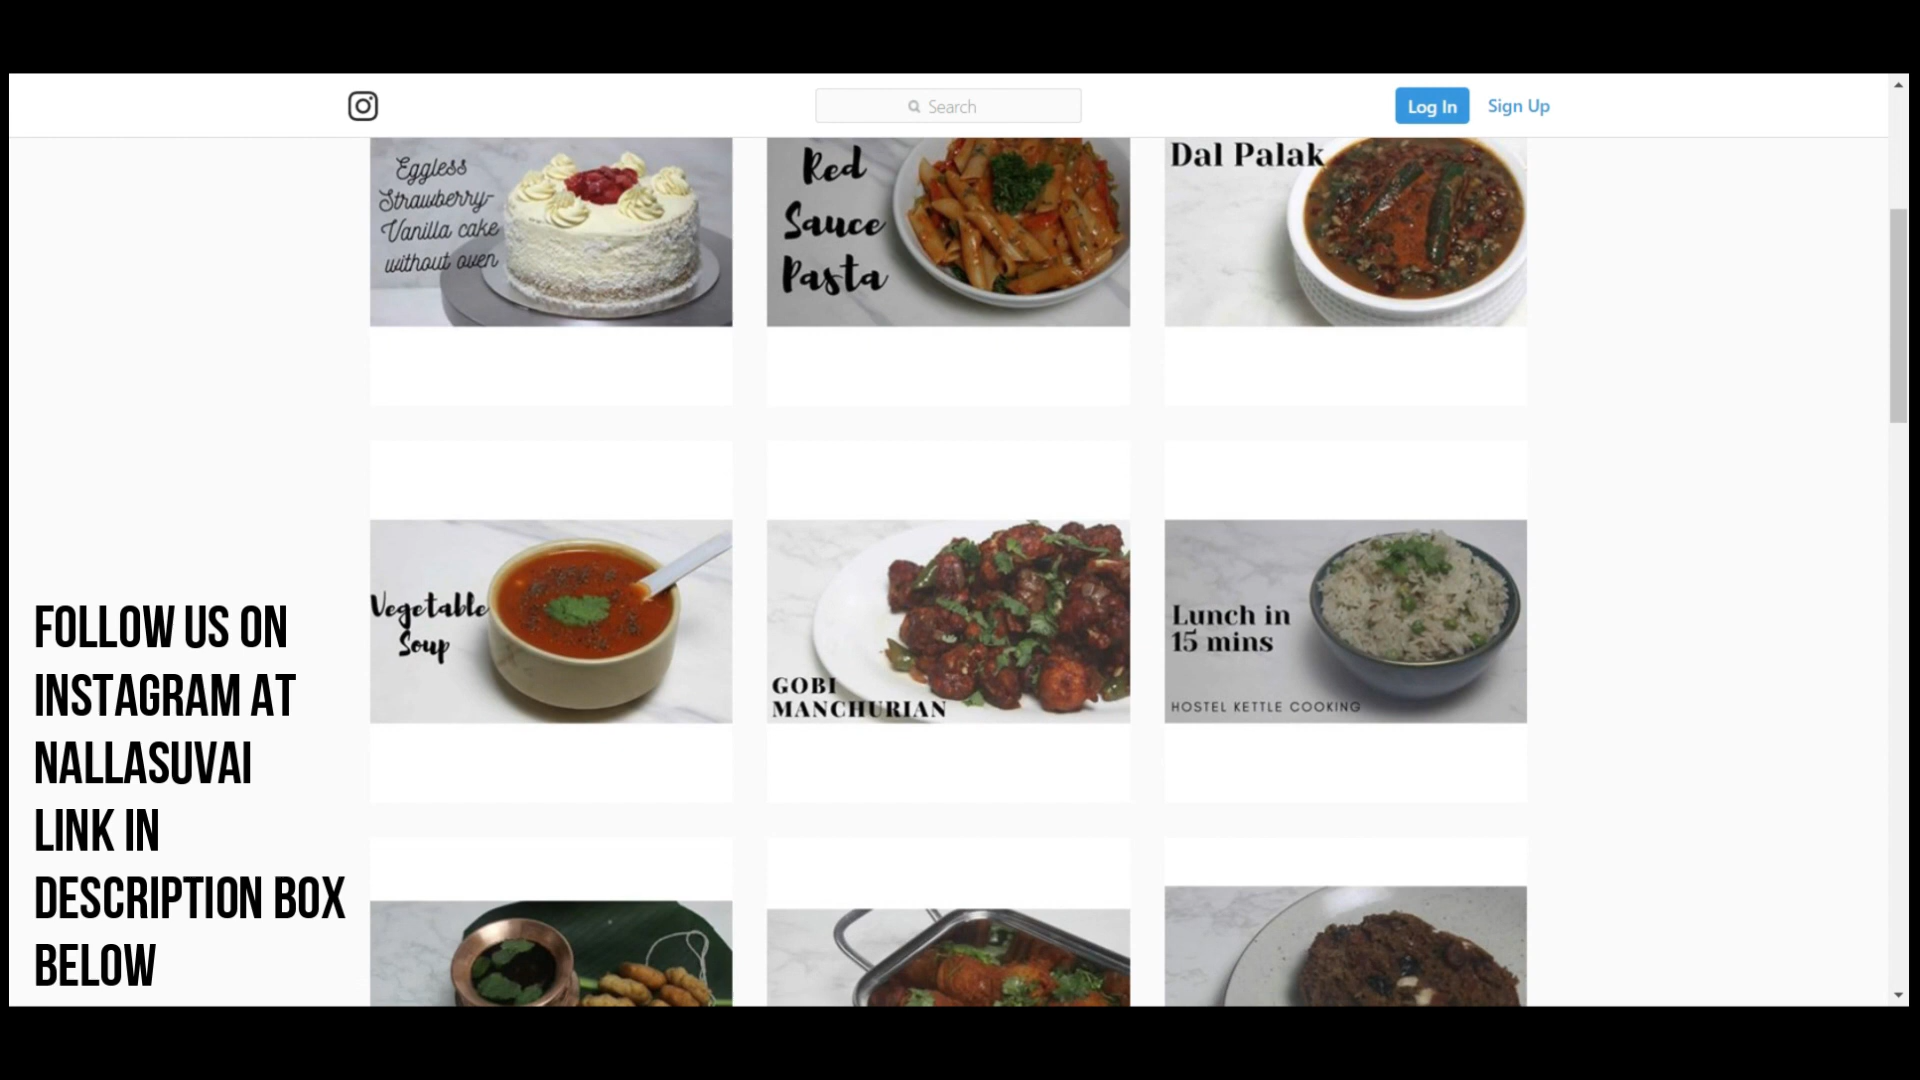 Search
Log In
Sign Up
Eggless
Strawberry-
Vanilla cake
without oven
Red
Sauce
Pasta
Dal Palak
Vegetable
Soup
GOBI
MANCHURIAN
Lunch in
15 mins
HOSTEL KETTLE COOKING
FOLLOW US ON
INSTAGRAM AT
NALLASUVAI
LINK IN
DESCRIPTION BOX
BELOW